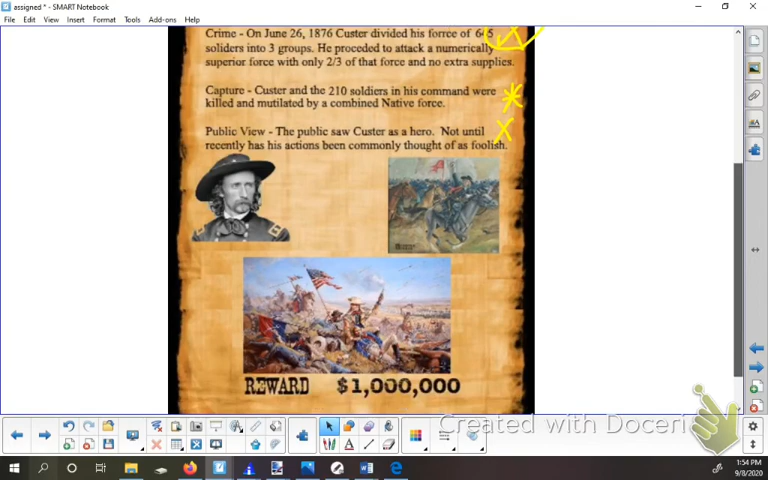 assigned * - SMART Notebook
File Edit View Insert Format Tools Add-ons Help
Crime - On June 26, 1876 Custer divided his forrce of
soliders into 3 groups. He proceded to attack a numerically
superior force with only 2/3 of that force and no extra supplies.
Capture - Custer and the 210 soldiers in his command were
killed and mutilated by a combined Native force.
Public View - The public saw Custer as a hero. Not until
recently has his actions been commonly thought of as foolish.
REWARD $1,000,000
Created with Doceri
1:54 PM
9/8/2020